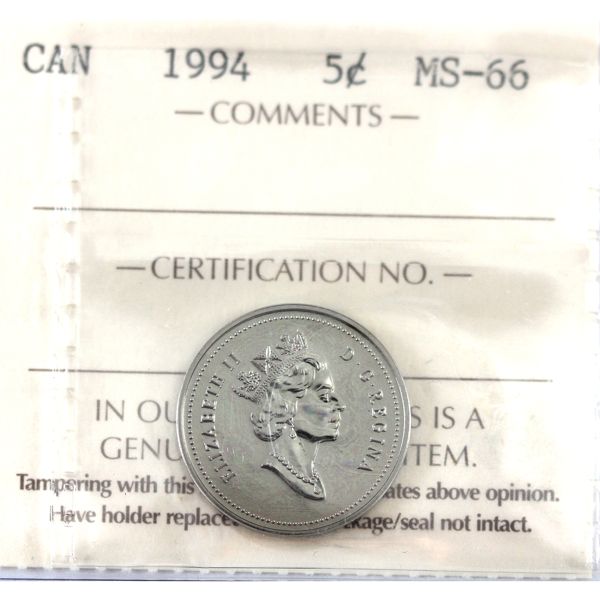 CAN 1994 5¢ MS-66
— COMMENTS —
— CERTIFICATION NO. —
ELIZABETH II D·G·REGINA
IN OU S IS A
GENU TEM.
Tampering with this ates above opinion.
Have holder replace kage/seal not intact.